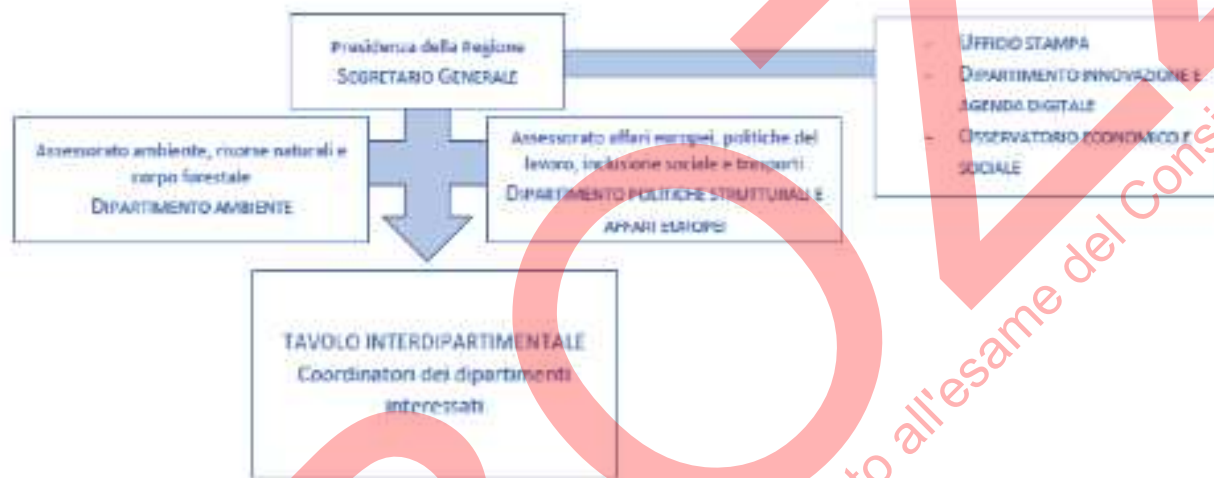 Presidenza della Regione
SEGRETARIO GENERALE
- UFFICIO STAMPA
- DIPARTIMENTO INNOVAZIONE E
AGENDA DIGITALE
- OSSERVATORIO ECONOMICO E
SOCIALE
Assessorato ambiente, risorse naturali e
corpo forestale
DIPARTIMENTO AMBIENTE
Assessorato affari europei, politiche del
lavoro, inclusione sociale e trasporti
DIPARTIMENTO POLITICHE STRUTTURALI E
AFFARI EUROPEI
TAVOLO INTERDIPARTIMENTALE
Coordinatori dei dipartimenti
interessati
all'esame del